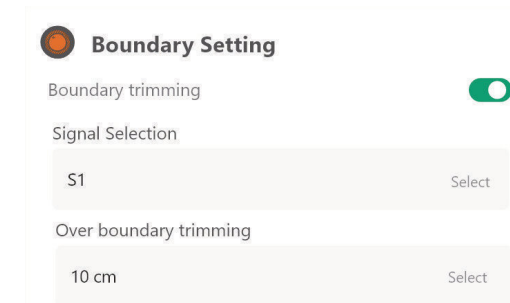 Boundary Setting
Boundary trimming
Signal Selection
S1 Select
Over boundary trimming
10 cm Select